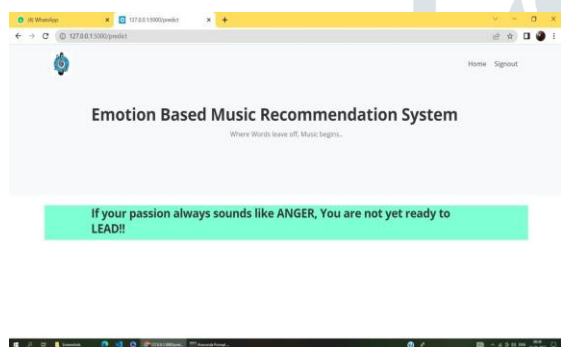 (4) WhatsApp
127.0.0.1:5000/predict
127.0.0.1:5000/predict
Home Signout
Emotion Based Music Recommendation System
Where Words leave off, Music begins..
If your passion always sounds like ANGER, You are not yet ready to
LEAD!!